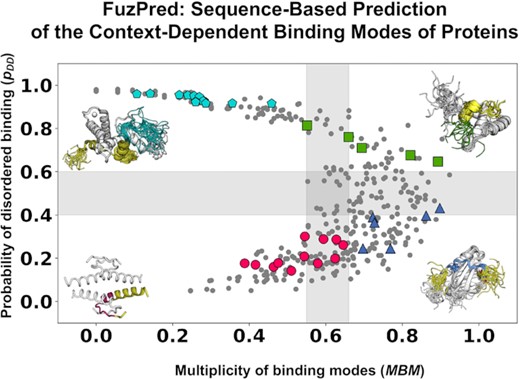 FuzPred: Sequence-Based Prediction
of the Context-Dependent Binding Modes of Proteins
Probability of disordered binding (pDD)
1.0
0.8
0.6
0.4
0.2
0.0
0.0 0.2 0.4 0.6 0.8 1.0
Multiplicity of binding modes (MBM)